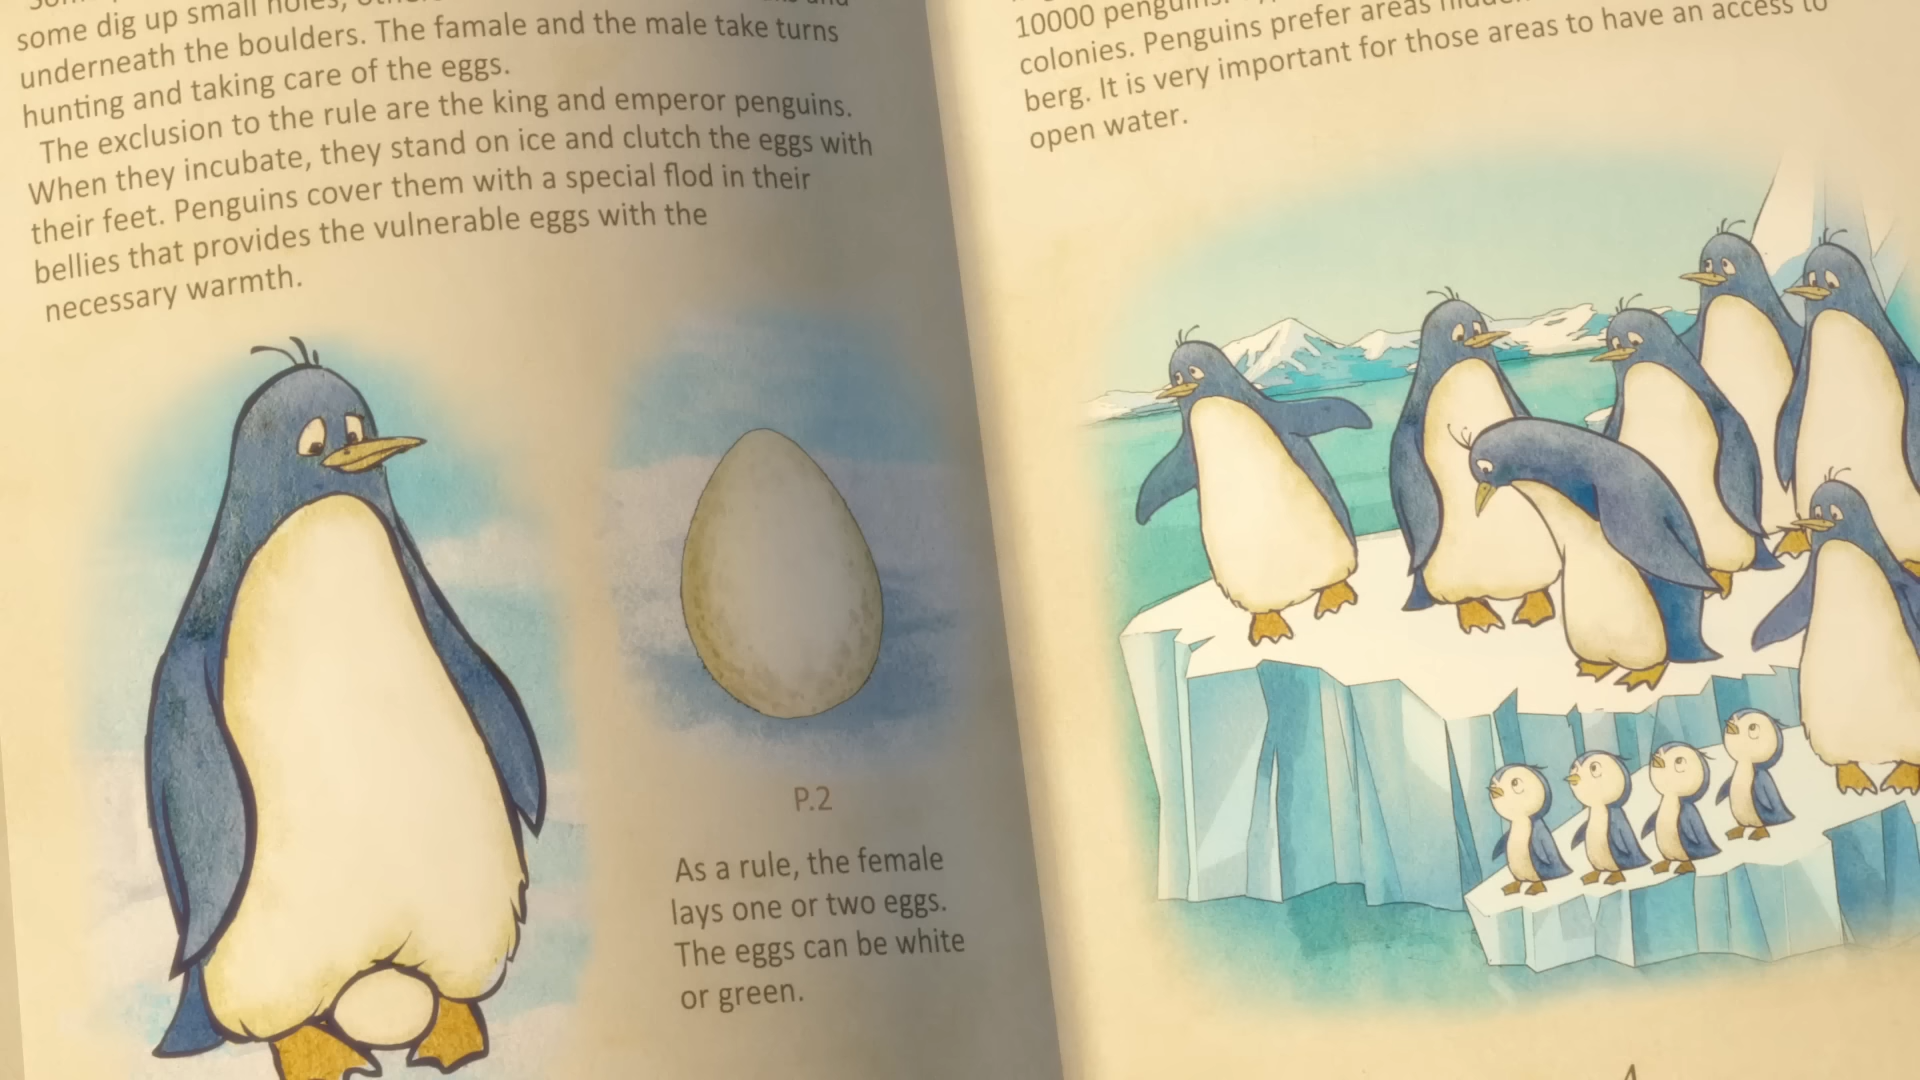 some dig up small holes,
underneath the boulders. The famale and the male take turns
hunting and taking care of the eggs.
The exclusion to the rule are the king and emperor penguins.
When they incubate, they stand on ice and clutch the eggs with
their feet. Penguins cover them with a special flod in their
bellies that provides the vulnerable eggs with the
necessary warmth.
P.2
As a rule, the female
lays one or two eggs.
The eggs can be white
or green.
10000 penguins.
colonies. Penguins prefer areas
berg. It is very important for those areas to have an access to
open water.